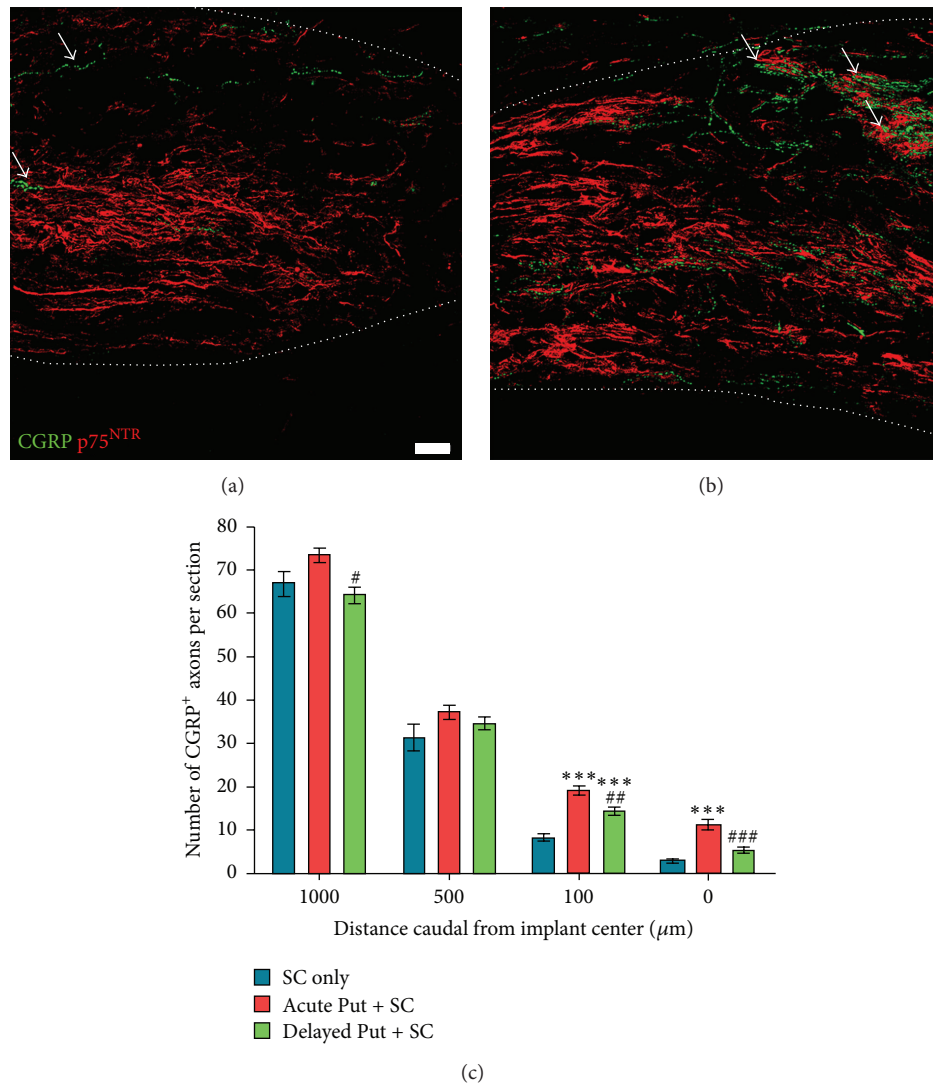 CGRP p75NTR
(a)
(b)
Number of CGRP+ axons per section
80
70
60
50
40
30
20
10
0
#
*** ***
##
***
###
1000 500 100 0
Distance caudal from implant center (μm)
SC only
Acute Put + SC
Delayed Put + SC
(c)